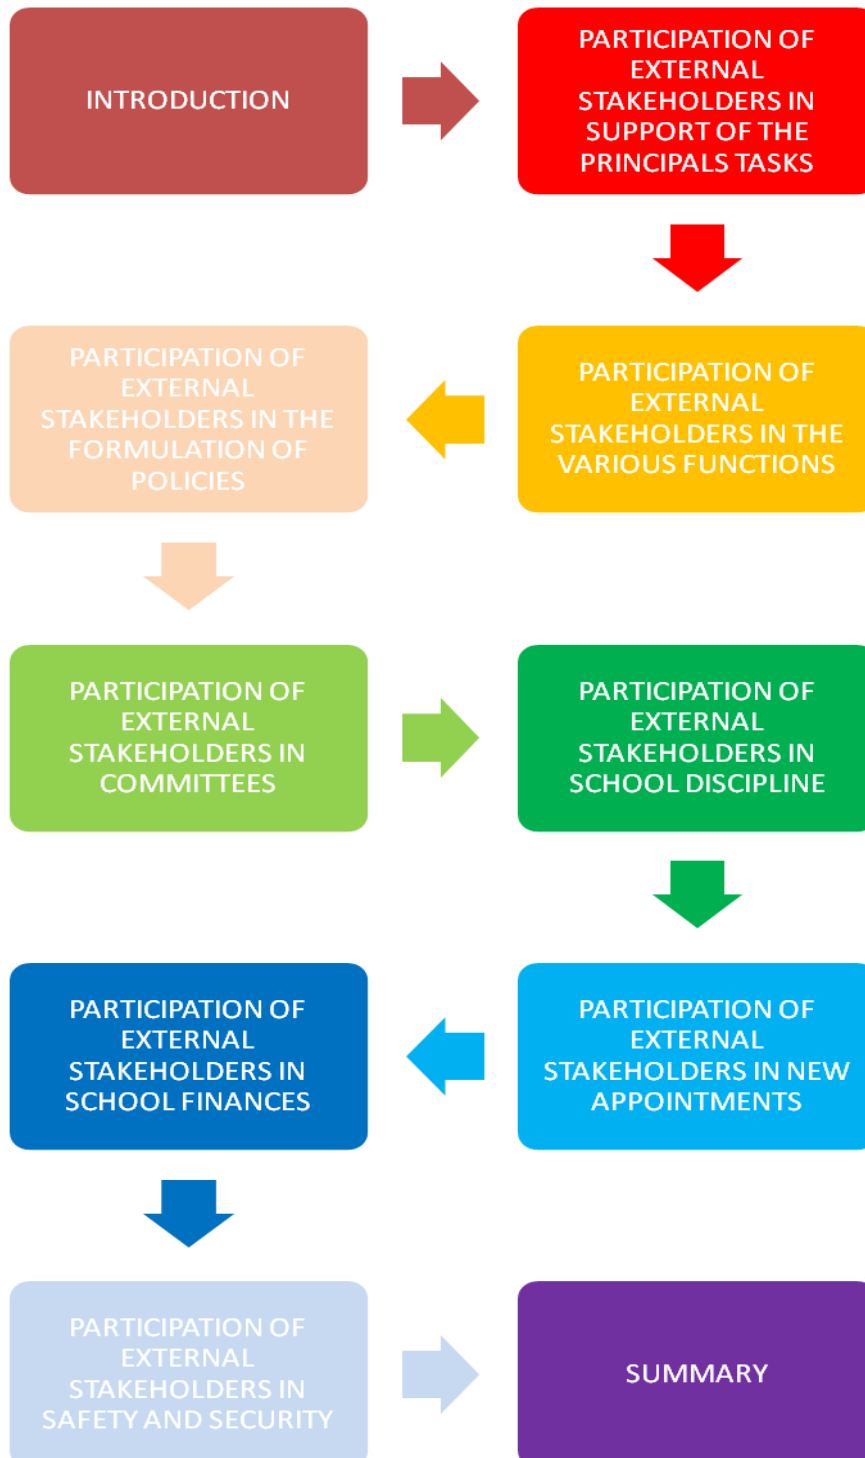 INTRODUCTION
PARTICIPATION OF
EXTERNAL
STAKEHOLDERS IN
SUPPORT OF THE
PRINCIPALS TASKS
PARTICIPATION OF
EXTERNAL
STAKEHOLDERS IN THE
VARIOUS FUNCTIONS
PARTICIPATION OF
EXTERNAL
STAKEHOLDERS IN THE
FORMULATION OF
POLICIES
PARTICIPATION OF
EXTERNAL
STAKEHOLDERS IN
COMMITTEES
PARTICIPATION OF
EXTERNAL
STAKEHOLDERS IN
SCHOOL DISCIPLINE
PARTICIPATION OF
EXTERNAL
STAKEHOLDERS IN NEW
APPOINTMENTS
PARTICIPATION OF
EXTERNAL
STAKEHOLDERS IN
SCHOOL FINANCES
PARTICIPATION OF
EXTERNAL
STAKEHOLDERS IN
SAFETY AND SECURITY
SUMMARY